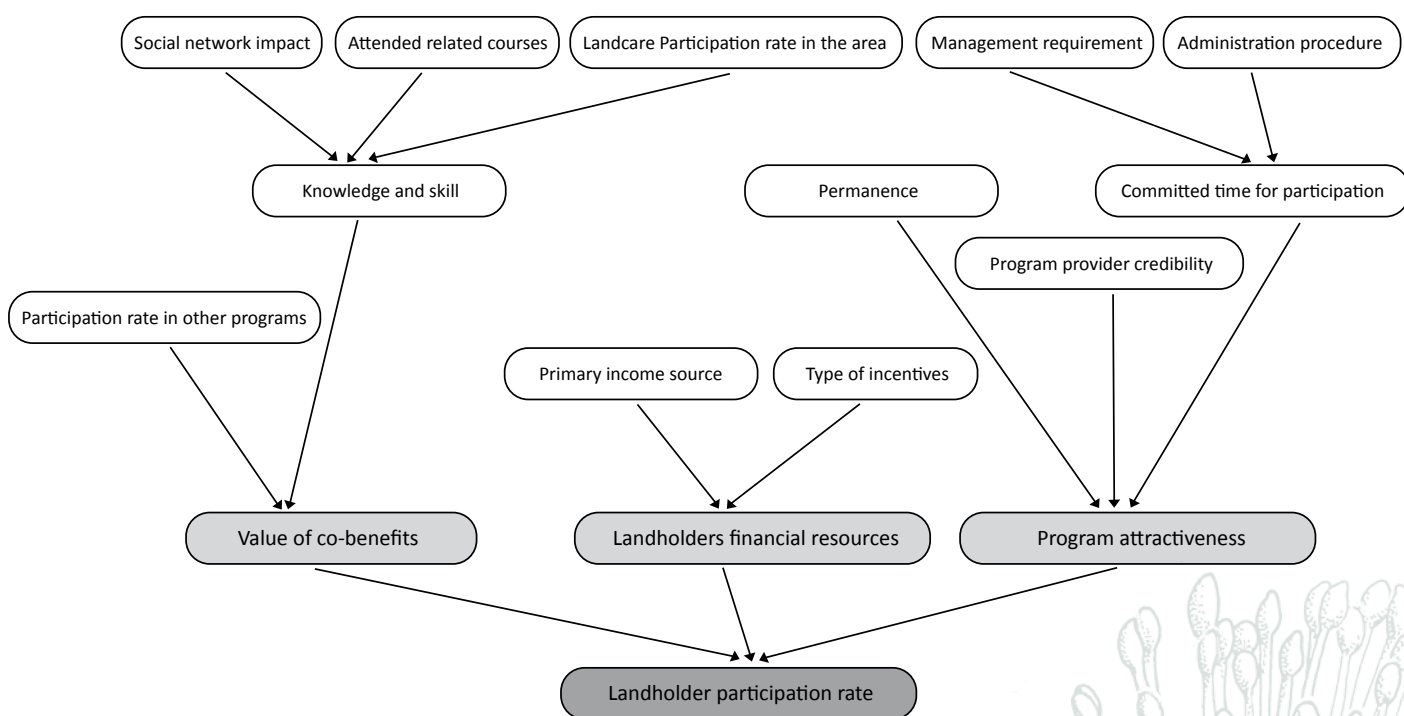 Social network impact
Attended related courses
Landcare Participation rate in the area
Management requirement
Administration procedure
Knowledge and skill
Permanence
Committed time for participation
Program provider credibility
Participation rate in other programs
Primary income source
Type of incentives
Value of co-benefits
Landholders financial resources
Program attractiveness
Landholder participation rate